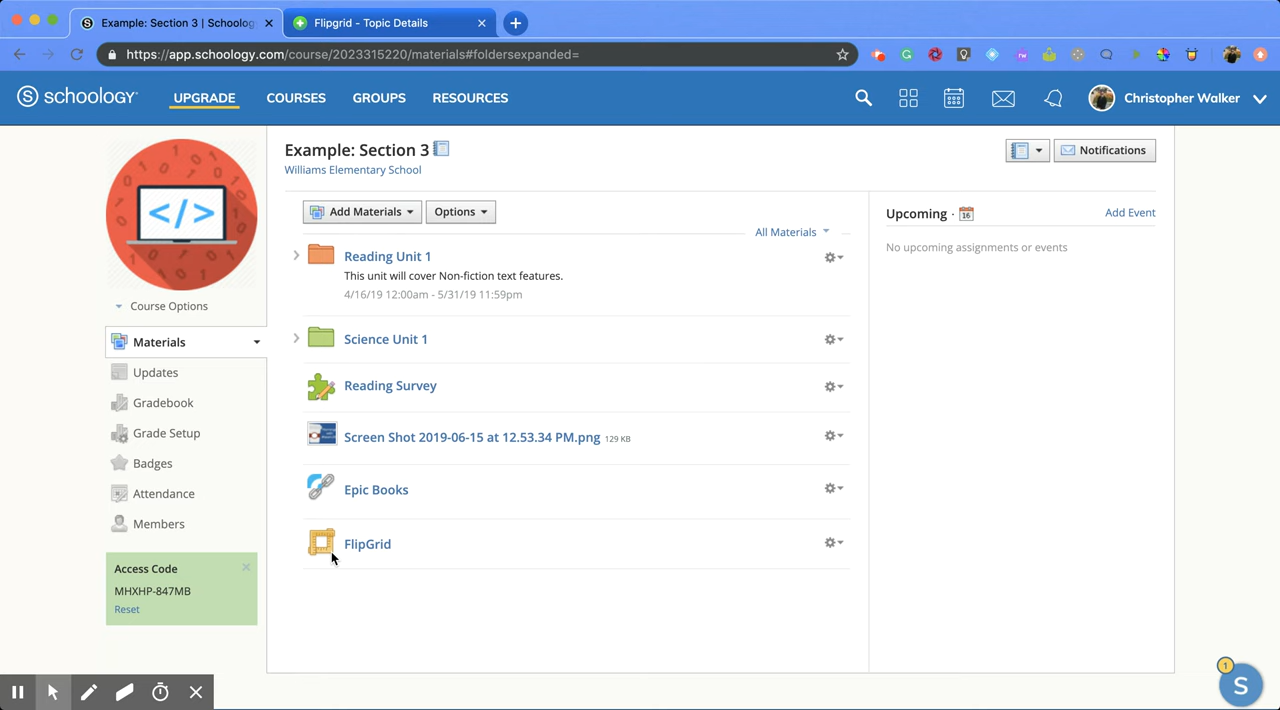 Example: Section 3 | Schoolog
Flipgrid - Topic Details
https://app.schoology.com/course/2023315220/materials#foldersexpanded=
schoology
UPGRADE
COURSES
GROUPS
RESOURCES
Christopher Walker
Example: Section 3
Williams Elementary School
Notifications
Add Materials
Options
All Materials
Upcoming ·
16
Add Event
No upcoming assignments or events
Reading Unit 1
This unit will cover Non-fiction text features.
4/16/19 12:00am - 5/31/19 11:59pm
Science Unit 1
Reading Survey
Screen Shot 2019-06-15 at 12.53.34 PM.png 129 KB
Epic Books
FlipGrid
Course Options
Materials
Updates
Gradebook
Grade Setup
Badges
Attendance
Members
Access Code
MHXHP-847MB
Reset
1
S